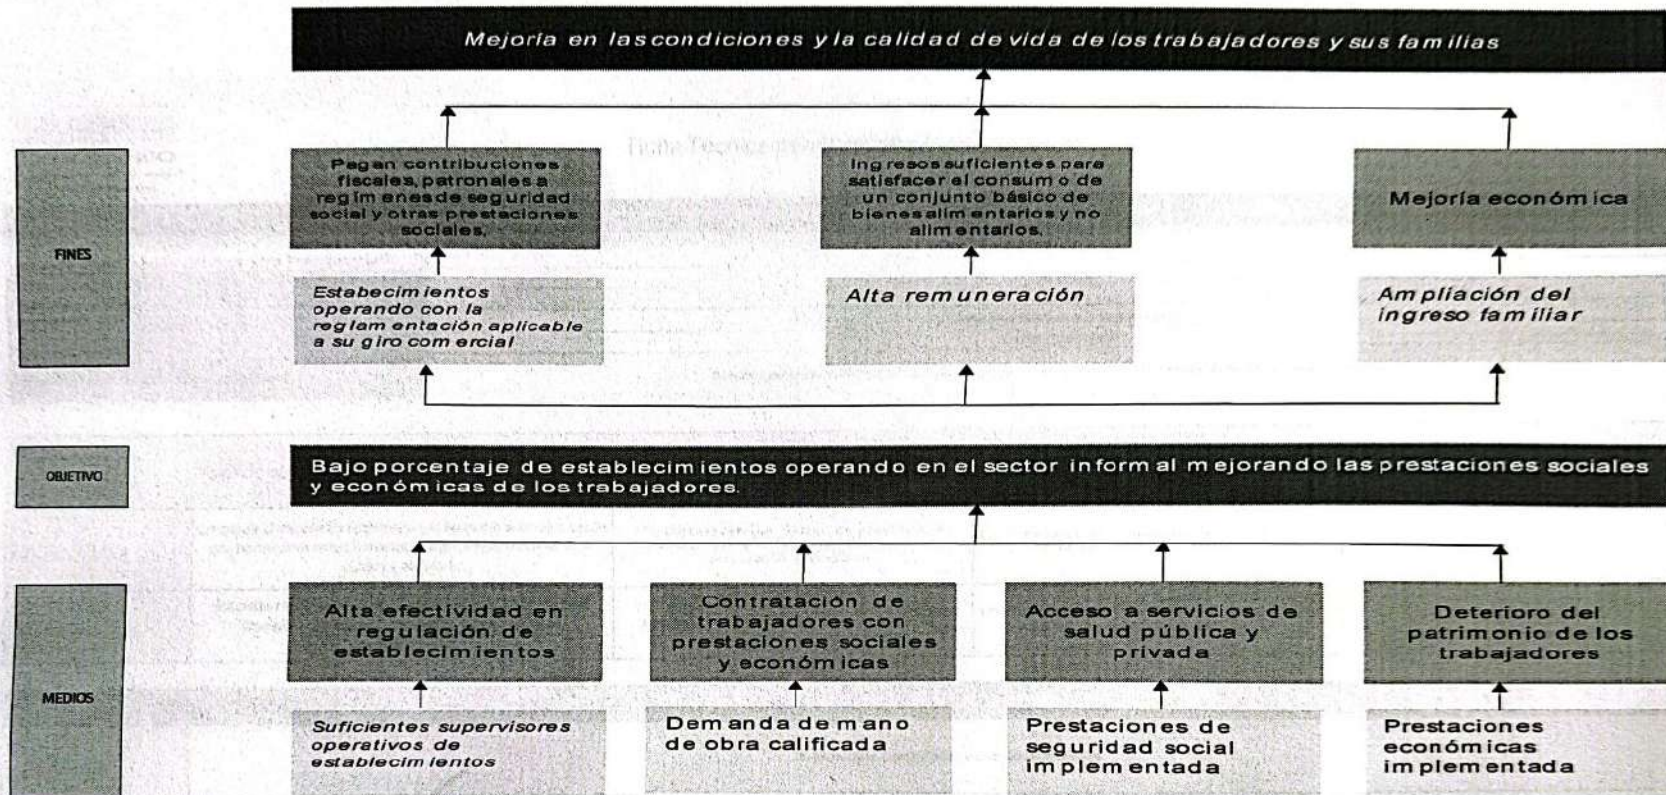 Mejoría en las condiciones y la calidad de vida de los trabajadores y sus familias
FINES
Pagan contribuciones
fiscales, patronales a
regímenes de seguridad
social y otras prestaciones
sociales.
Ingresos suficientes para
satisfacer el consumo de
un conjunto básico de
bienes alimentarios y no
alimentarios.
Mejoría económica
Estabecimientos
operando con la
reglamentación aplicable
a su giro comercial
Alta remuneración
Ampliación del
ingreso familiar
OBJETIVO
Bajo porcentaje de establecimientos operando en el sector informal mejorando las prestaciones sociales
y económicas de los trabajadores.
MEDIOS
Alta efectividad en
regulación de
establecimientos
Contratación de
trabajadores con
prestaciones sociales
y económicas
Acceso a servicios de
salud pública y
privada
Deterioro del
patrimonio de los
trabajadores
Suficientes supervisores
operativos de
establecimientos
Demanda de mano
de obra calificada
Prestaciones de
seguridad social
implementada
Prestaciones
económicas
implementada